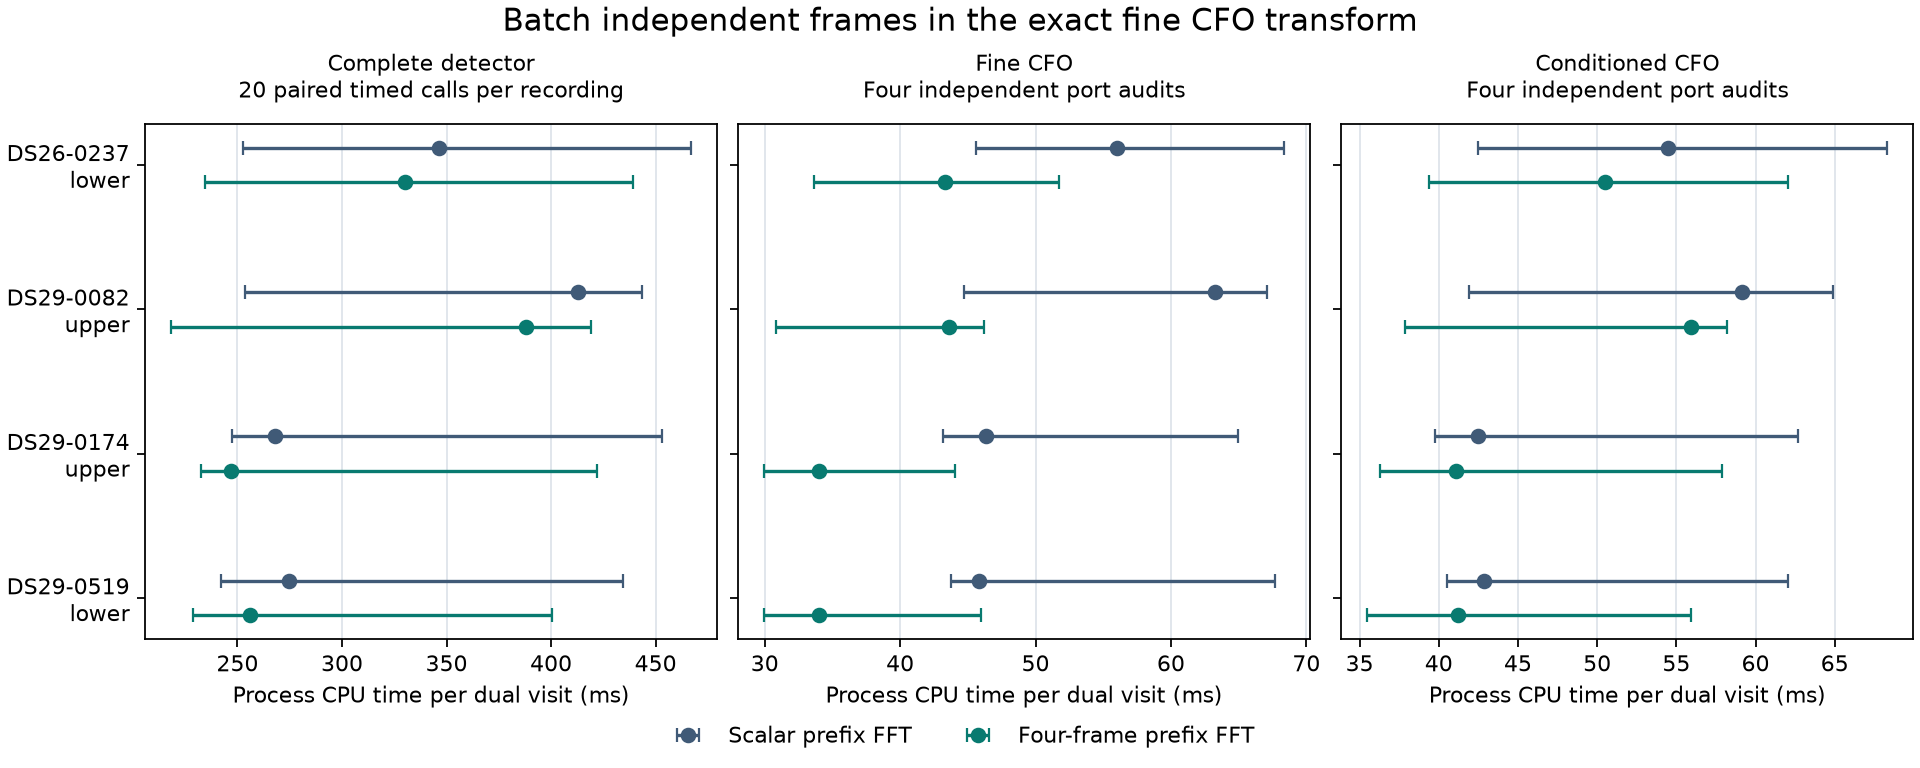 Batch independent frames in the exact fine CFO transform
Complete detector
20 paired timed calls per recording
Fine CFO
Four independent port audits
Conditioned CFO
Four independent port audits
DS26-0237
lower
DS29-0082
upper
DS29-0174
upper
DS29-0519
lower
250 300 350 400 450
30 40 50 60 70
35 40 45 50 55 60 65
Process CPU time per dual visit (ms)
Process CPU time per dual visit (ms)
Process CPU time per dual visit (ms)
Scalar prefix FFT
Four-frame prefix FFT